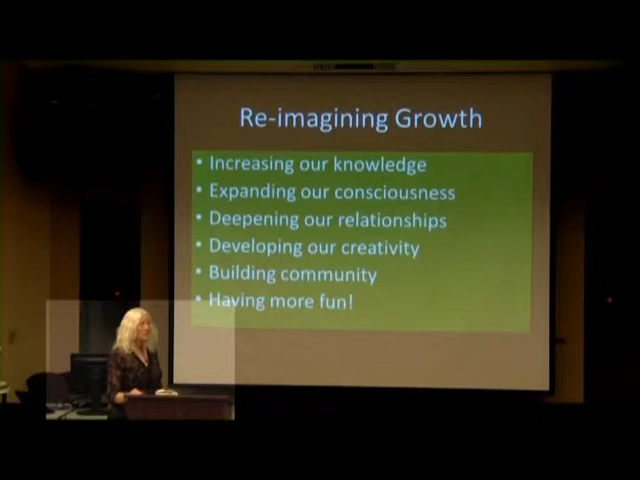 Re-imagining Growth
• Increasing our knowledge
• Expanding our consciousness
• Deepening our relationships
• Developing our creativity
• Building community
• Having more fun!